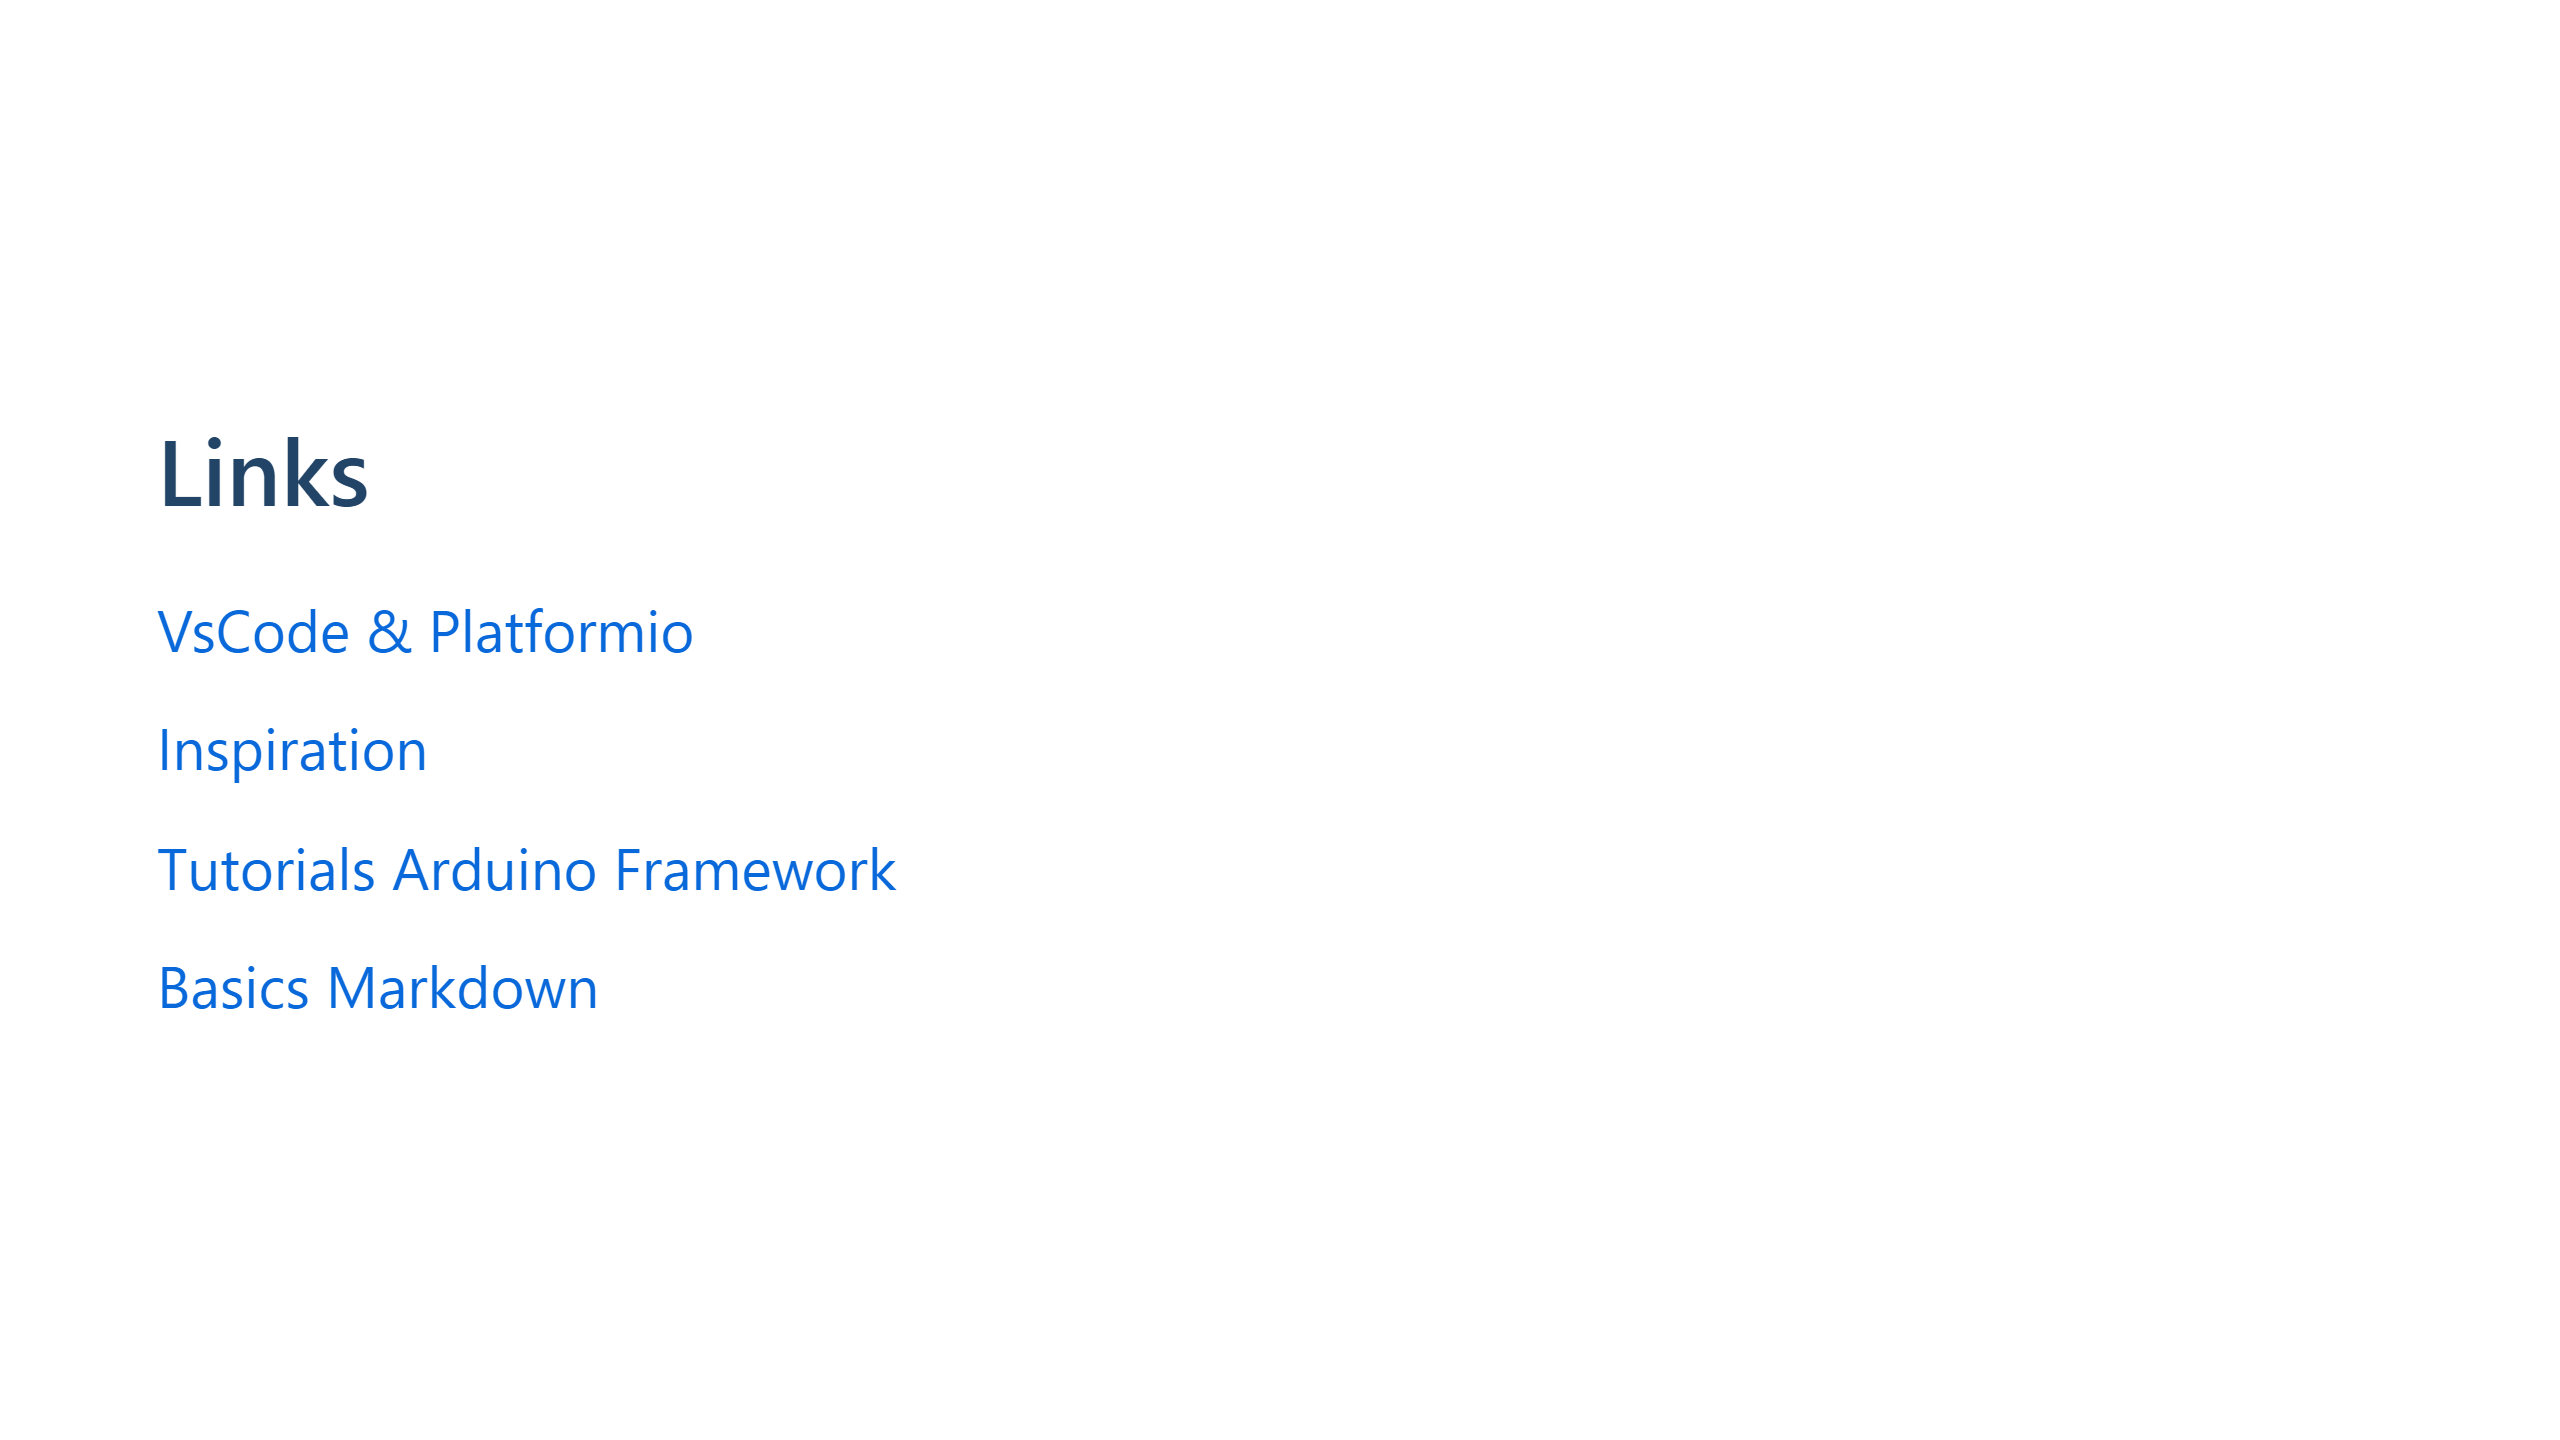 Links
VsCode & Platformio
Inspiration
Tutorials Arduino Framework
Basics Markdown